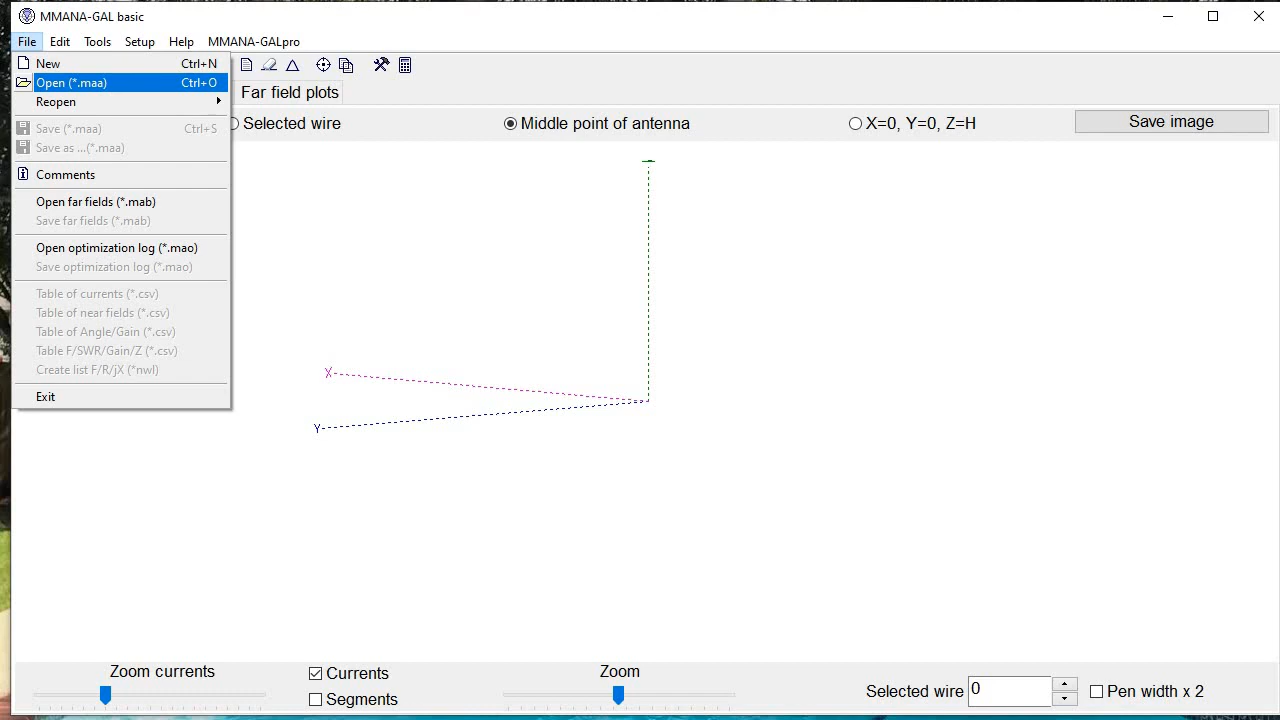 MMANA-GAL basic
File Edit Tools Setup Help MMANA-GALpro
New Ctrl+N
Open (*.maa) Ctrl+O
Far field plots
Reopen
Selected wire Middle point of antenna X=0, Y=0, Z=H Save image
Save (*.maa) Ctrl+S
Save as ...(*.maa)
Comments
Open far fields (*.mab)
Save far fields (*.mab)
Open optimization log (*.mao)
Save optimization log (*.mao)
Table of currents (*.csv)
Table of near fields (*.csv)
Table of Angle/Gain (*.csv)
Table F/SWR/Gain/Z (*.csv)
Create list F/R/jX (*nwl)
Exit
X
Y
Zoom currents Currents Zoom
Segments
Selected wire 0 Pen width x 2